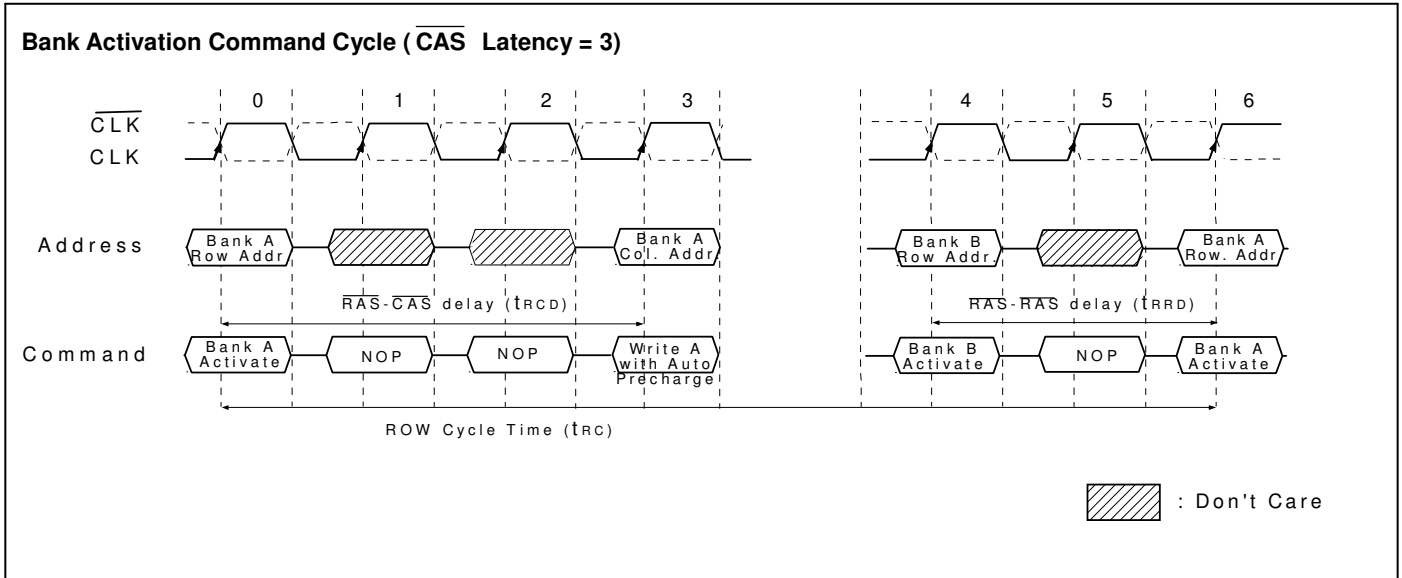 Bank Activation Command Cycle ( CAS Latency = 3)
0 1 2 3 4 5 6
CLK
CLK
Address
Bank A
Row Addr
Bank A
Col. Addr
Bank B
Row Addr.
Bank A
Row. Addr
RAS-CAS delay (tRCD)
RAS-RAS delay (tRRD)
Command
Bank A
Activate
NOP
NOP
Write A
with Auto
Precharge
Bank B
Activate
NOP
Bank A
Activate
ROW Cycle Time (tRC)
: Don't Care